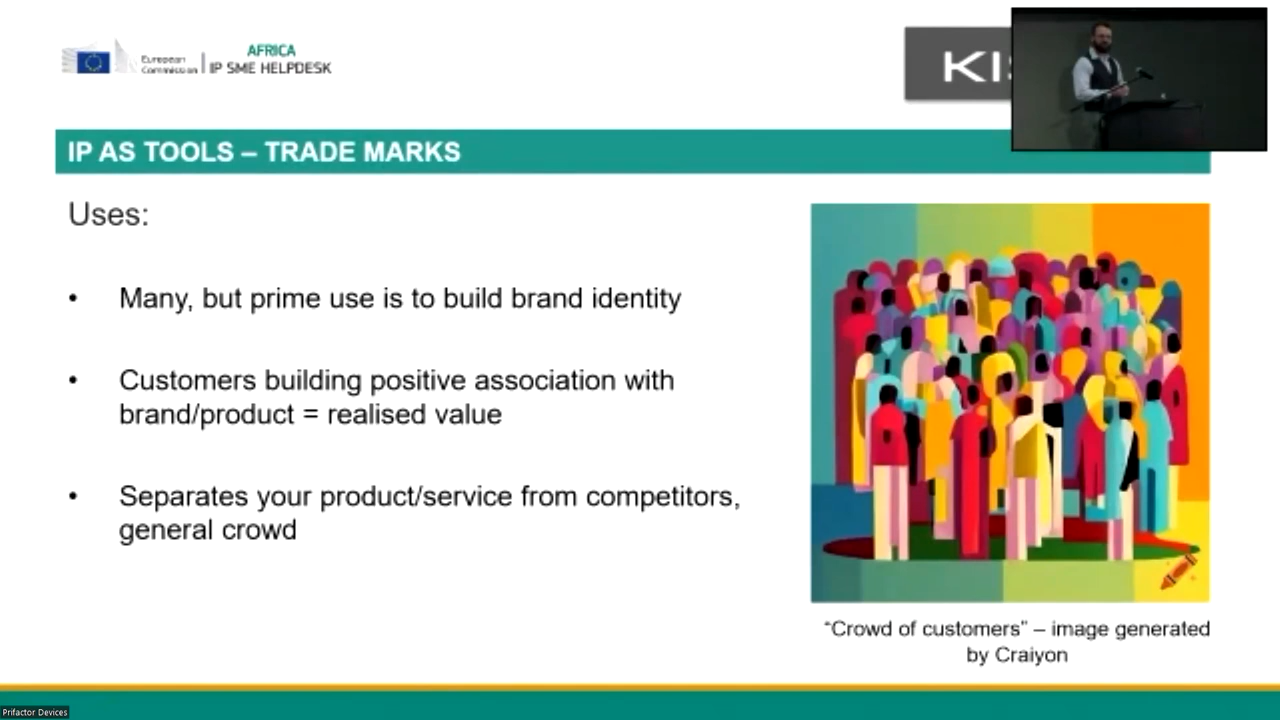 European
Commission
AFRICA
IP SME HELPDESK
IP AS TOOLS – TRADE MARKS
Uses:
• Many, but prime use is to build brand identity
• Customers building positive association with
brand/product = realised value
• Separates your product/service from competitors,
general crowd
“Crowd of customers” – image generated
by Craiyon
Prifactor Devices